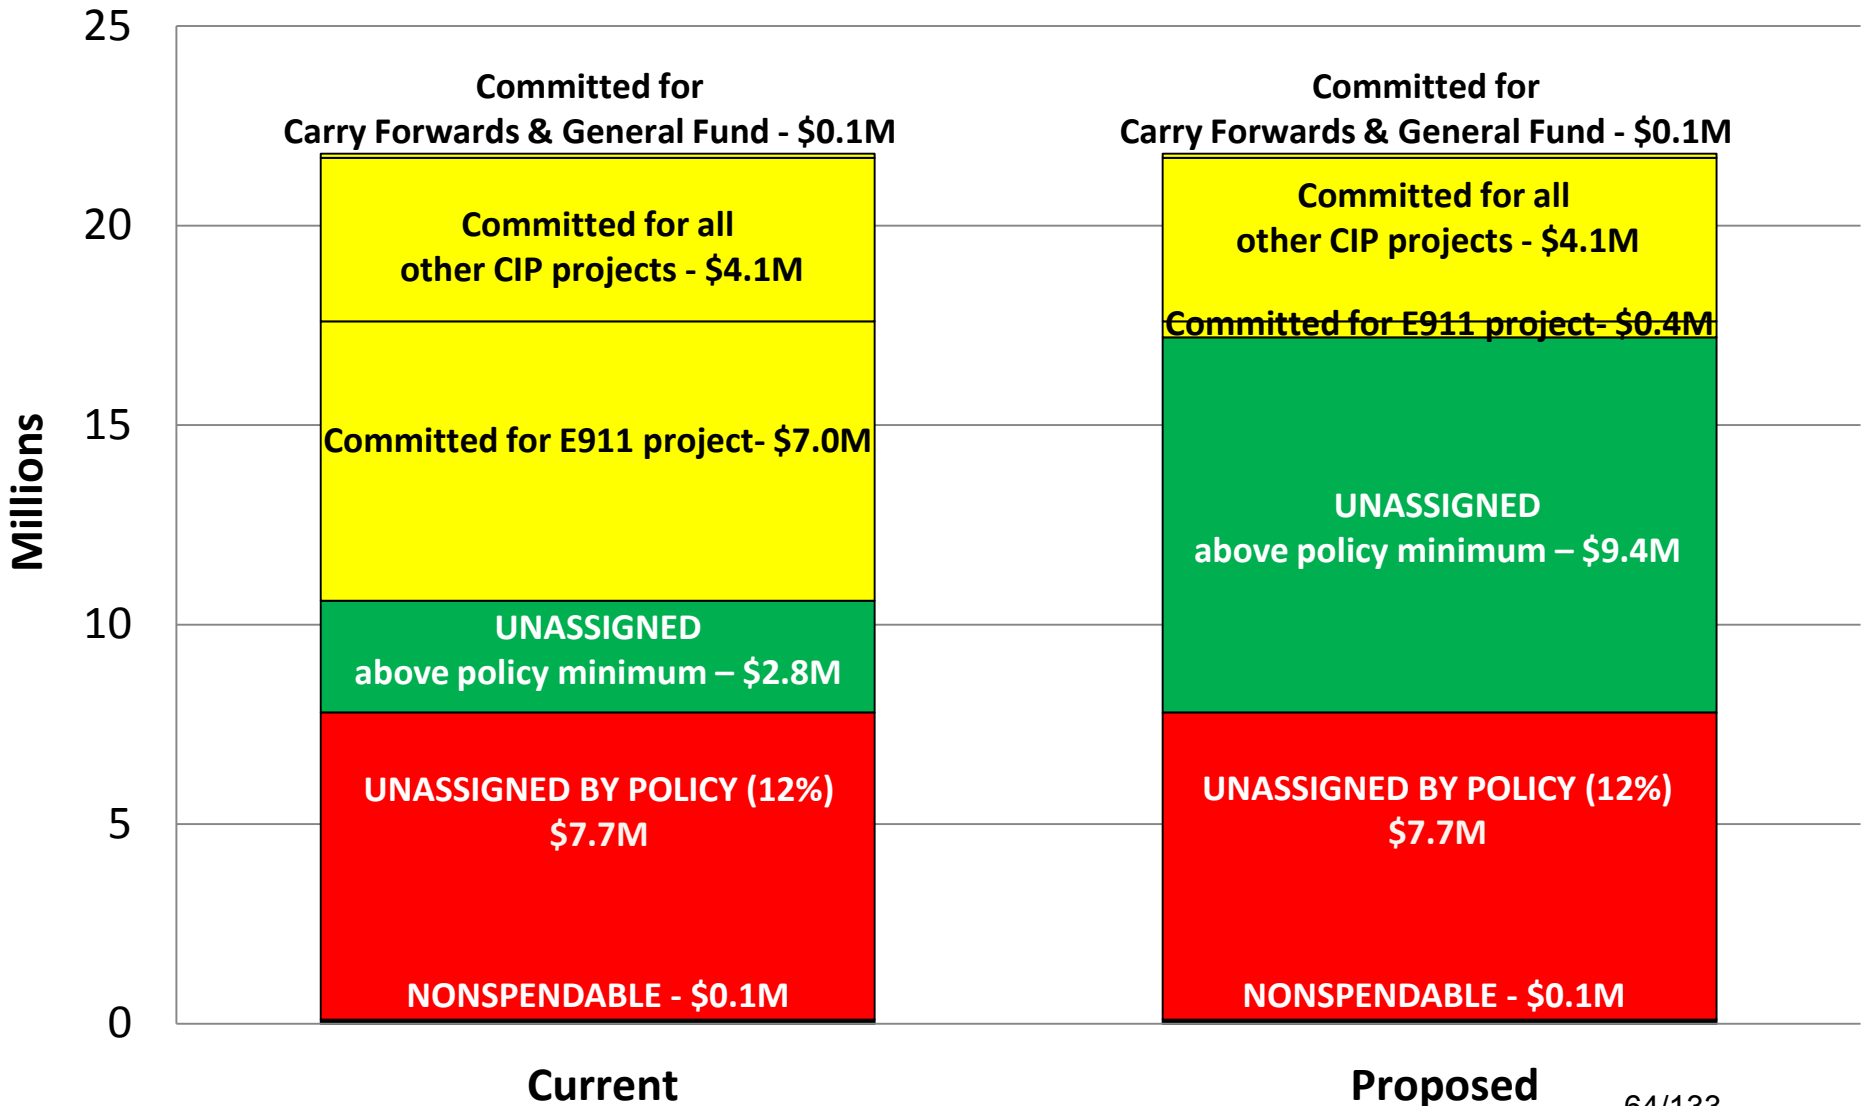 25
20
15
10
5
0
Millions
Committed for
Carry Forwards & General Fund - $0.1M
Committed for all
other CIP projects - $4.1M
Committed for E911 project- $7.0M
UNASSIGNED
above policy minimum – $2.8M
UNASSIGNED BY POLICY (12%)
$7.7M
NONSPENDABLE - $0.1M
Current
Committed for
Carry Forwards & General Fund - $0.1M
Committed for all
other CIP projects - $4.1M
Committed for E911 project- $0.4M
UNASSIGNED
above policy minimum – $9.4M
UNASSIGNED BY POLICY (12%)
$7.7M
NONSPENDABLE - $0.1M
Proposed
64/133